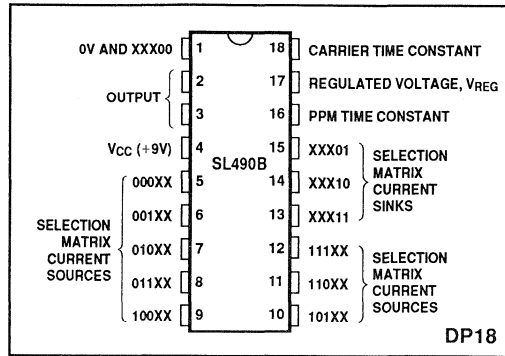 0V AND XXX00
1
18
CARRIER TIME CONSTANT
OUTPUT
2
17
REGULATED VOLTAGE, VREG
3
16
PPM TIME CONSTANT
VCC (+9V)
4
SL490B
15
XXX01
SELECTION
MATRIX
CURRENT
SINKS
000XX
5
14
XXX10
001XX
6
13
XXX11
SELECTION
MATRIX
CURRENT
SOURCES
010XX
7
12
111XX
SELECTION
MATRIX
CURRENT
SOURCES
011XX
8
11
110XX
100XX
9
10
101XX
DP18